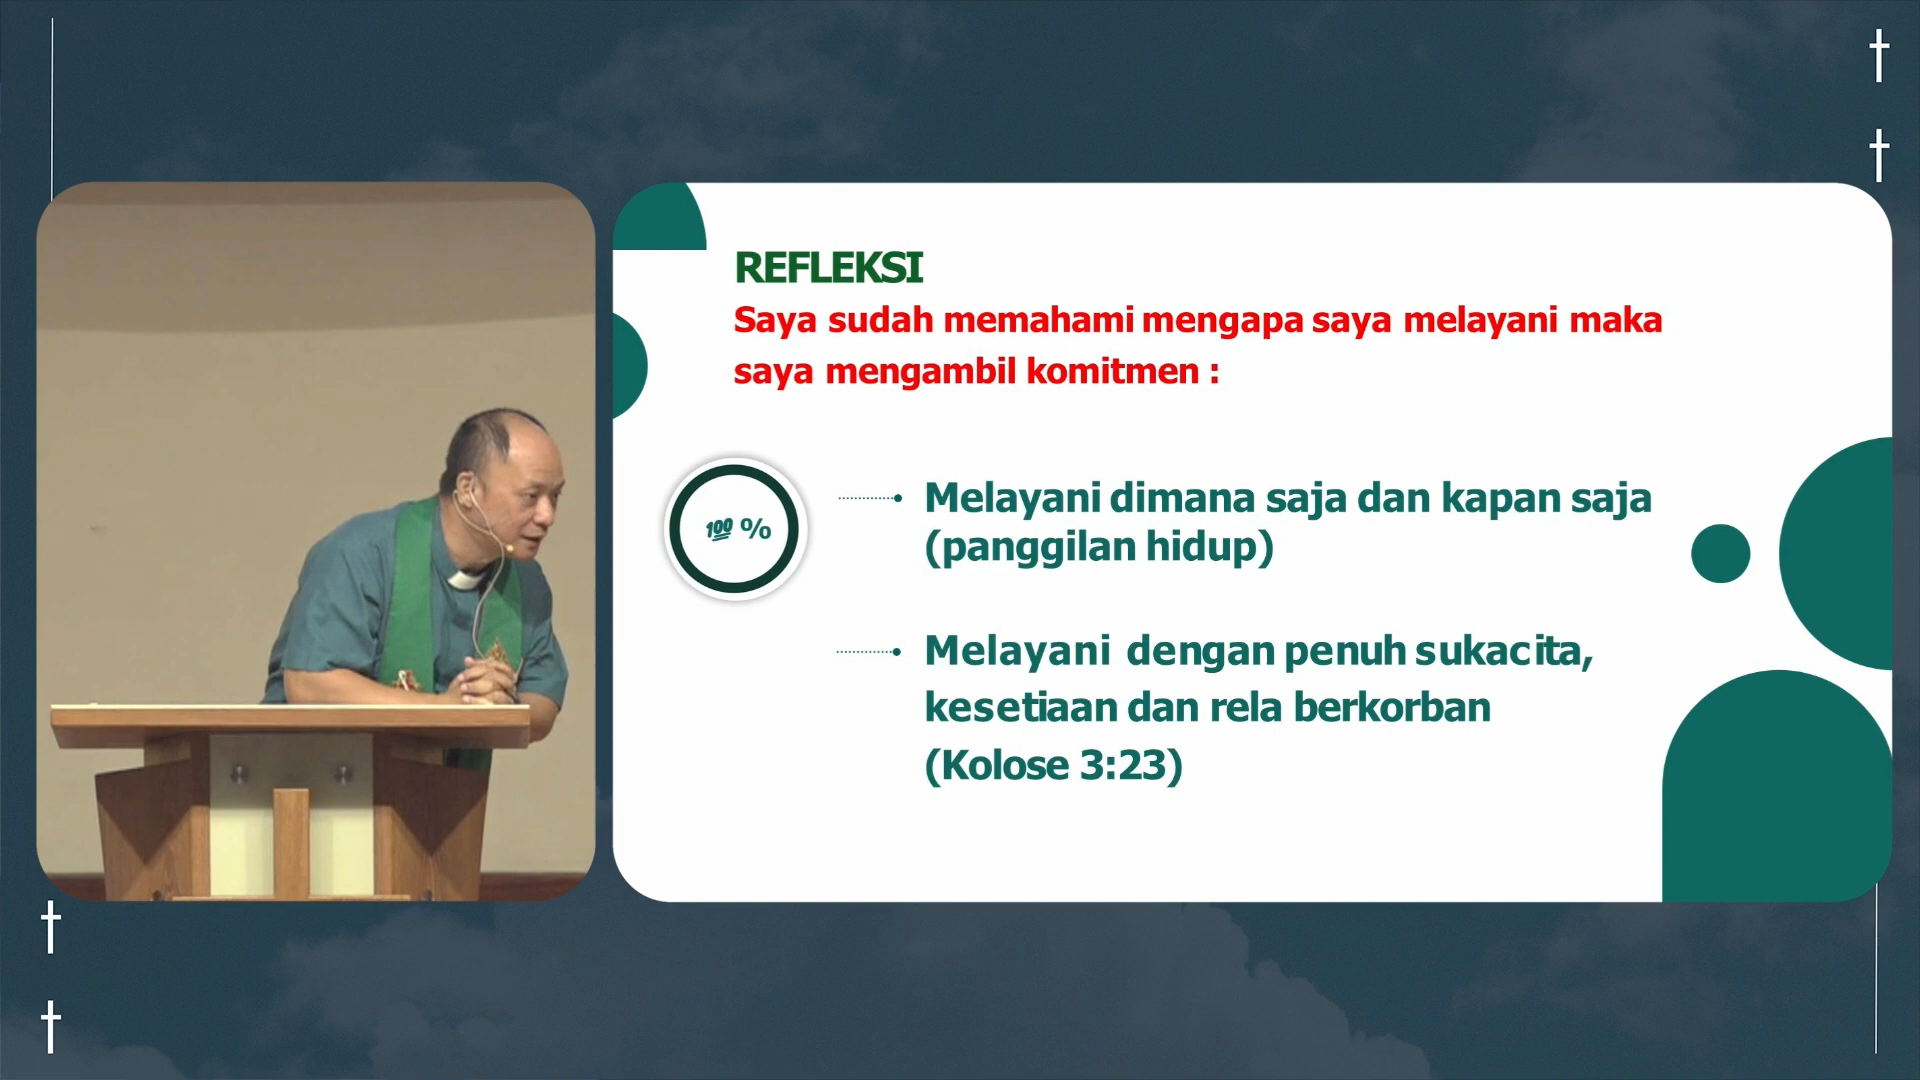 REFLEKSI
Saya sudah memahami mengapa saya melayani maka
saya mengambil komitmen :
💯 %
Melayani dimana saja dan kapan saja
(panggilan hidup)
Melayani dengan penuh sukacita,
kesetiaan dan rela berkorban
(Kolose 3:23)